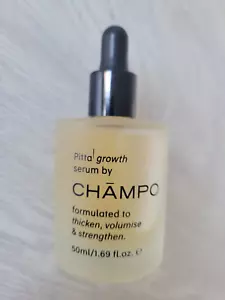 Pitta growth
serum by
CHĀMPO
formulated to
thicken, volumise
& strengthen.
50ml/1.69 fl.oz. ℮